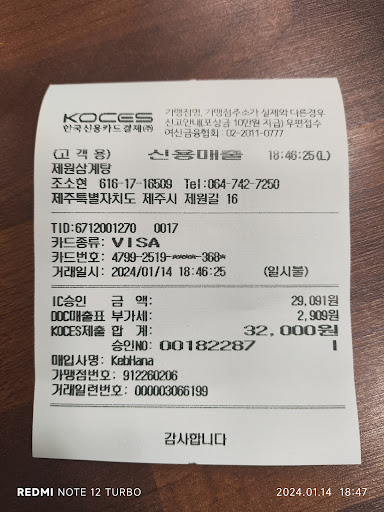 KOCES
한국신용카드결제(주)
가맹점명, 가맹점주소가 실제와 다른경우
신고안내(포상금 10만원 지급) 우편접수
여신금융협회 : 02-2011-0777
(고 객 용) 신용매출 18:46:25(L)
제원삼계탕
조소현 616-17-16509 Tel:064-742-7250
제주특별자치도 제주시 제원길 16
TID:6712001270 0017
카드종류: VISA
카드번호: 4799-2519-****-368*
거래일시: 2024/01/14 18:46:25 (일시불)
IC승인 금 액: 29,091원
DDC매출표 부가세: 2,909원
KOCES제출 합 계: 32,000원
승인NO: 00182287 I
매입사명: KebHana
가맹점번호: 912260206
거래일련번호: 000003066199
감사합니다
REDMI NOTE 12 TURBO
2024.01.14 18:47